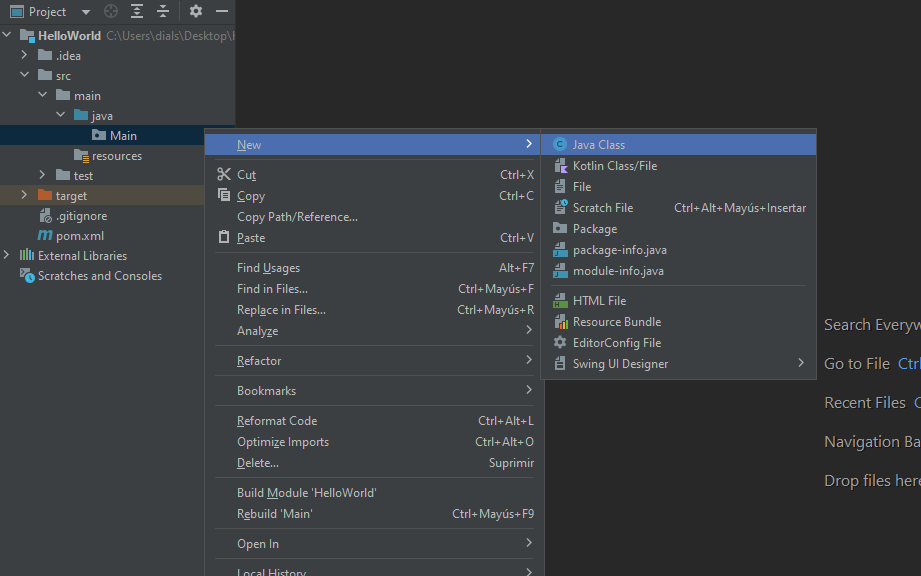 Project
HelloWorld C:\Users\dials\Desktop\
.idea
src
main
java
Main
resources
test
target
.gitignore
pom.xml
External Libraries
Scratches and Consoles
New
Cut Ctrl+X
Copy Ctrl+C
Copy Path/Reference...
Paste Ctrl+V
Find Usages Alt+F7
Find in Files... Ctrl+Mayús+F
Replace in Files... Ctrl+Mayús+R
Analyze
Refactor
Bookmarks
Reformat Code Ctrl+Alt+L
Optimize Imports Ctrl+Alt+O
Delete... Suprimir
Build Module 'HelloWorld'
Rebuild 'Main' Ctrl+Mayús+F9
Open In
Local History
Java Class
Kotlin Class/File
File
Scratch File Ctrl+Alt+Mayús+Insertar
Package
package-info.java
module-info.java
HTML File
Resource Bundle
EditorConfig File
Swing UI Designer
Search Everyw
Go to File Ctrl
Recent Files C
Navigation Ba
Drop files here